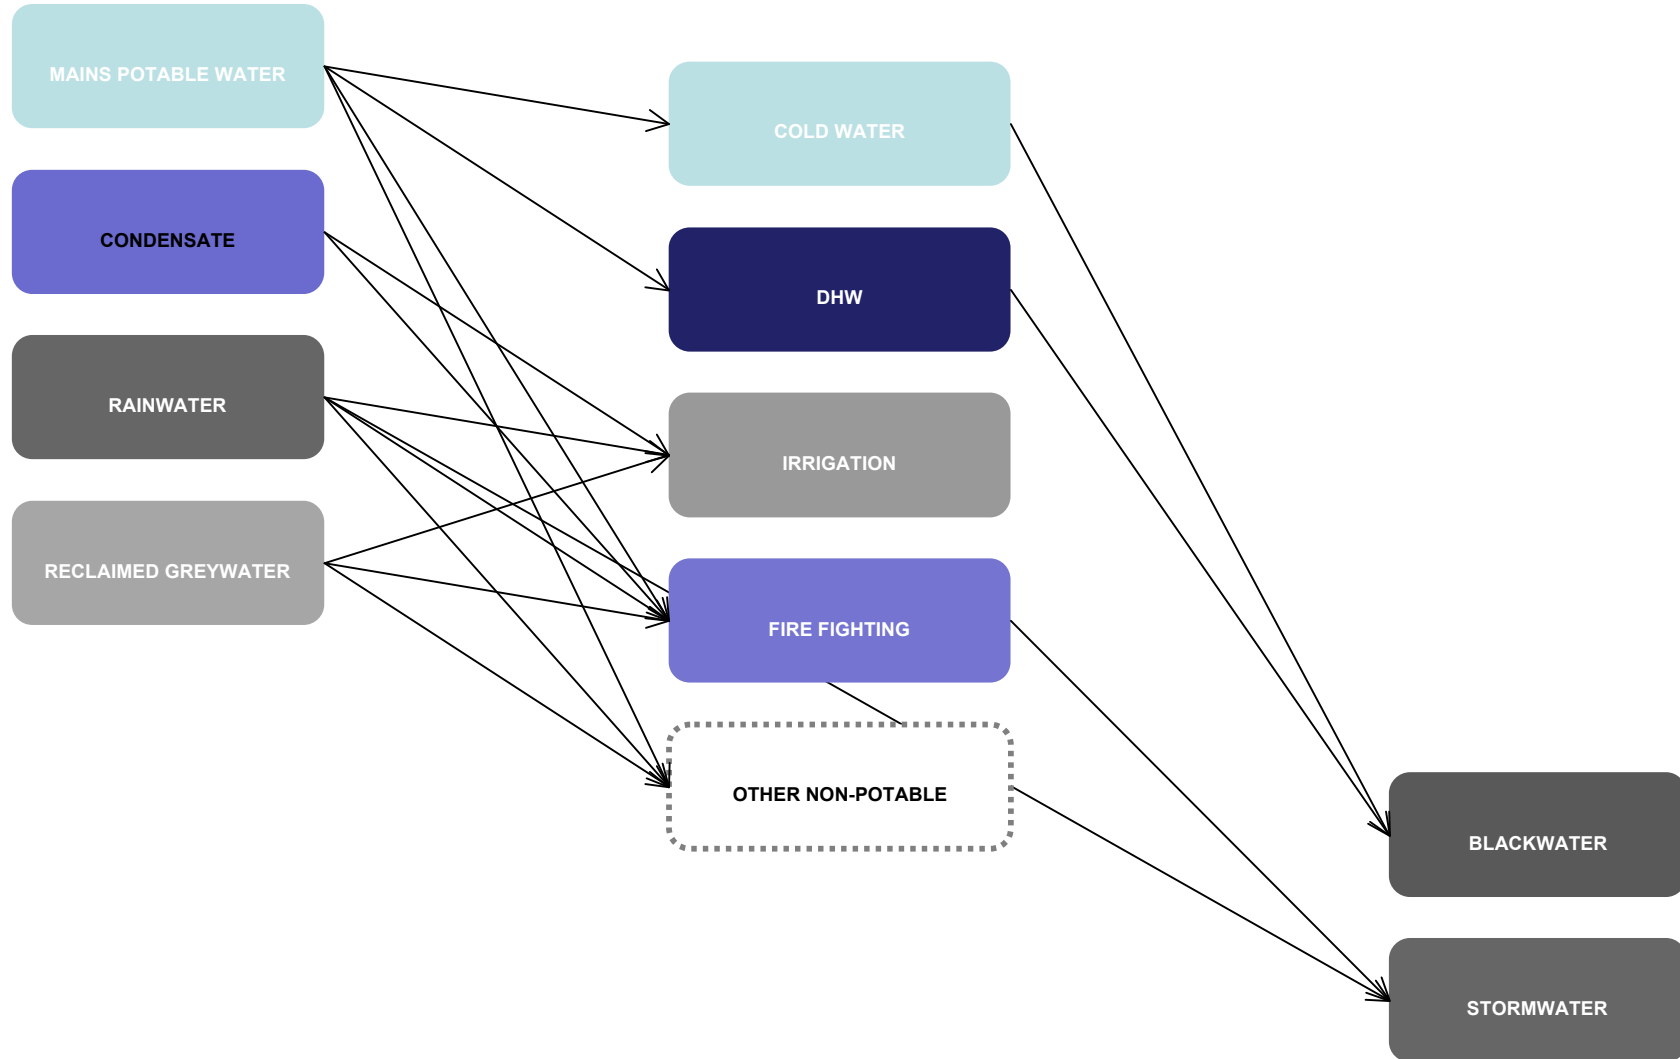 MAINS POTABLE WATER
CONDENSATE
RAINWATER
RECLAIMED GREYWATER
COLD WATER
DHW
IRRIGATION
FIRE FIGHTING
OTHER NON-POTABLE
BLACKWATER
STORMWATER